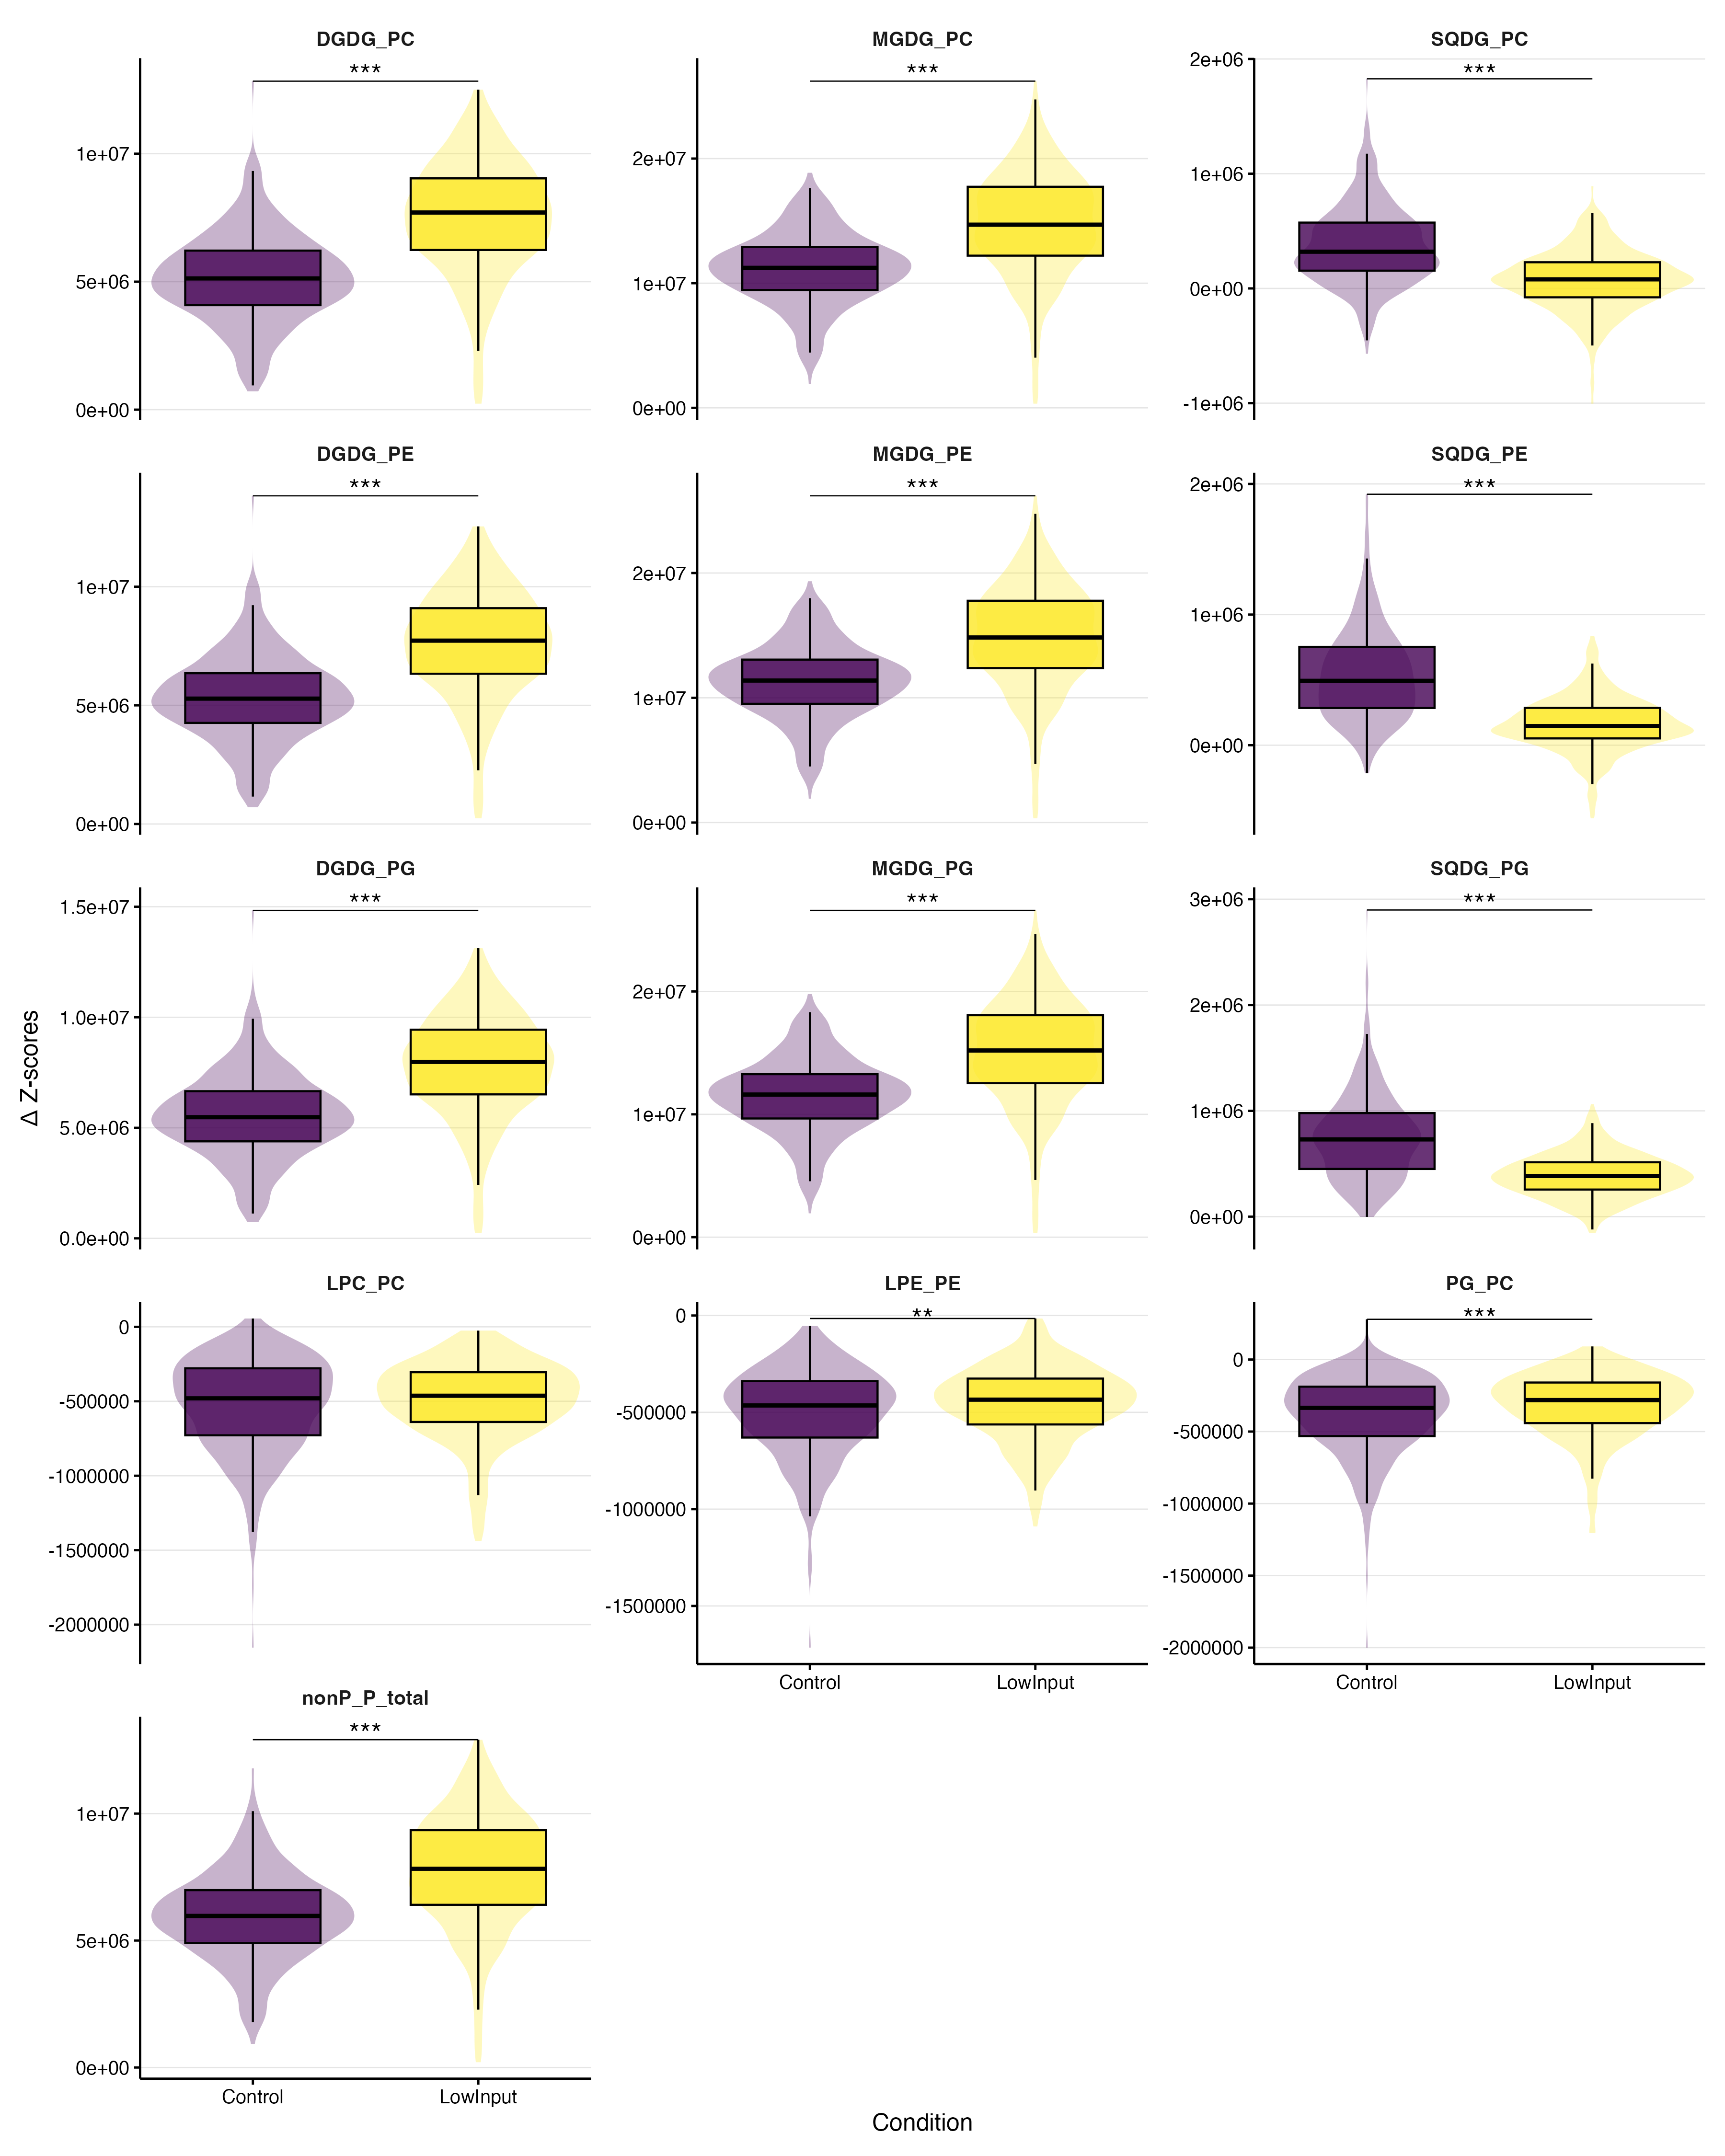 DGDG_PC
***
1e+07
5e+06
0e+00
MGDG_PC
***
2e+07
1e+07
0e+00
SQDG_PC
***
2e+06
1e+06
0e+00
-1e+06
DGDG_PE
***
1e+07
5e+06
0e+00
MGDG_PE
***
2e+07
1e+07
0e+00
SQDG_PE
***
2e+06
1e+06
0e+00
DGDG_PG
***
1.5e+07
1.0e+07
5.0e+06
0.0e+00
MGDG_PG
***
2e+07
1e+07
0e+00
SQDG_PG
***
3e+06
2e+06
1e+06
0e+00
Δ Z-scores
LPC_PC
0
-500000
-1000000
-1500000
-2000000
LPE_PE
**
0
-500000
-1000000
-1500000
Control LowInput
PG_PC
***
0
-500000
-1000000
-1500000
-2000000
Control LowInput
nonP_P_total
***
1e+07
5e+06
0e+00
Control LowInput
Condition